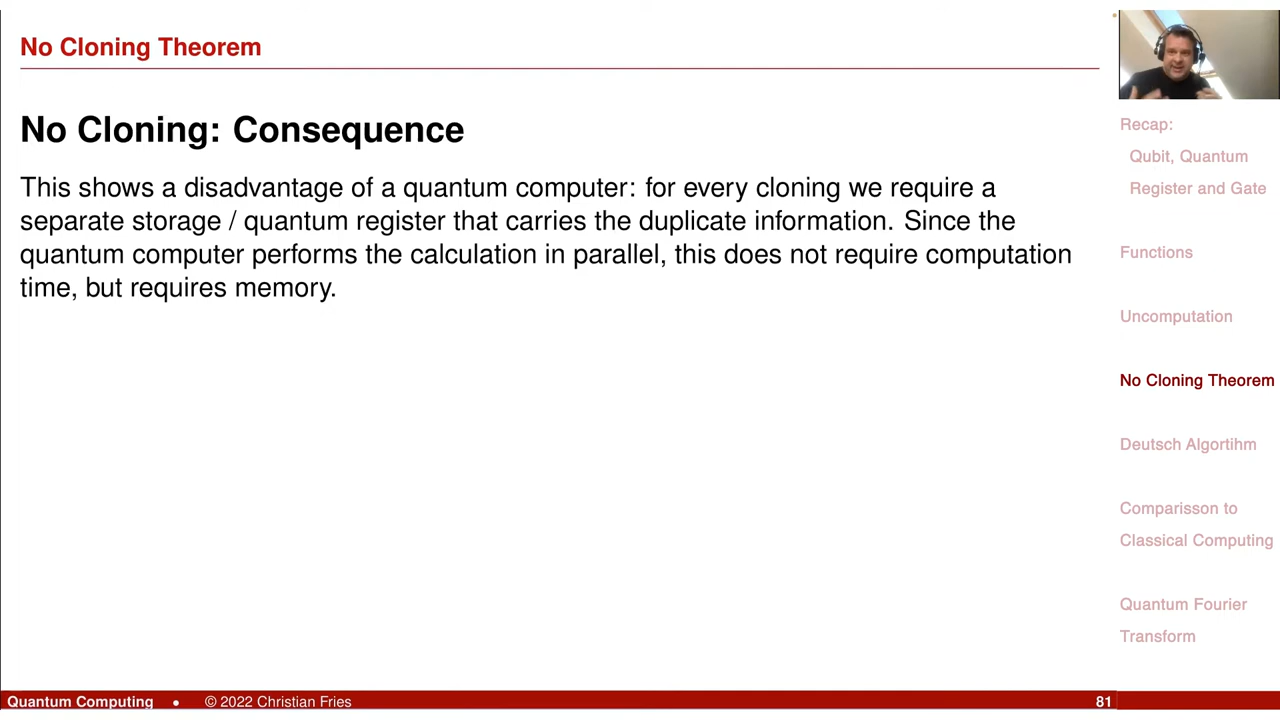 No Cloning Theorem
No Cloning: Consequence
This shows a disadvantage of a quantum computer: for every cloning we require a
separate storage / quantum register that carries the duplicate information. Since the
quantum computer performs the calculation in parallel, this does not require computation
time, but requires memory.
Recap:
Qubit, Quantum
Register and Gate
Functions
Uncomputation
No Cloning Theorem
Deutsch Algortihm
Comparisson to
Classical Computing
Quantum Fourier
Transform
Quantum Computing • © 2022 Christian Fries 81